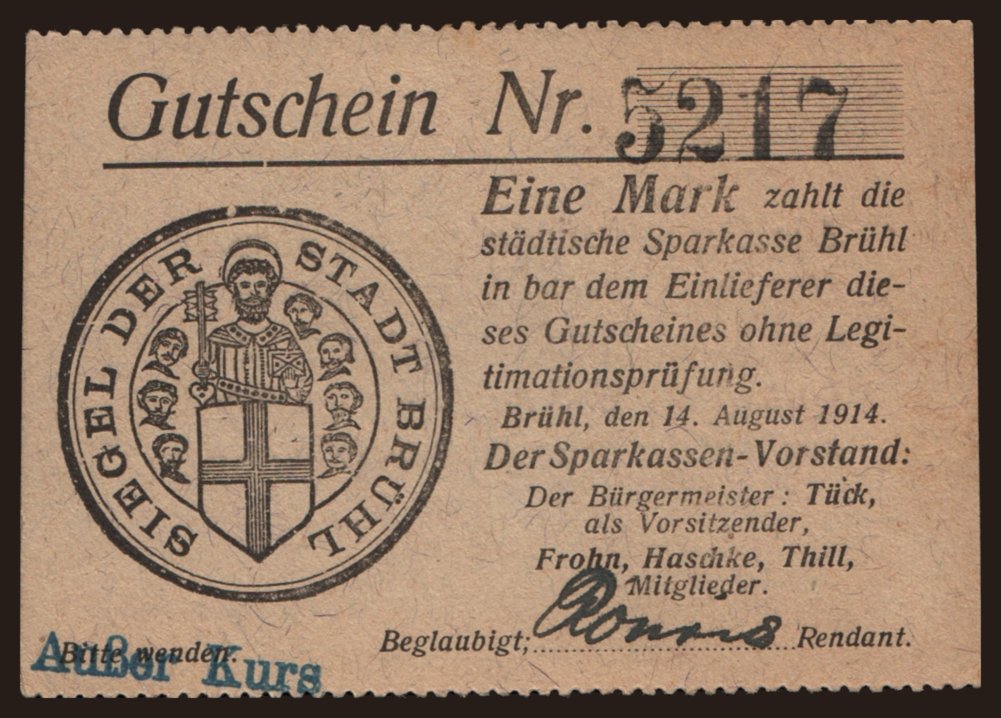 Gutschein Nr. 5217
SIEGEL DER STADT BRÜHL
Eine Mark zahlt die
städtische Sparkasse Brühl
in bar dem Einlieferer die-
ses Gutscheines ohne Legi-
timationsprüfung.
Brühl, den 14. August 1914.
Der Sparkassen-Vorstand:
Der Bürgermeister: Tück,
als Vorsitzender,
Frohn, Haschke, Thill,
Mitglieder.
Beglaubigt; Rendant.
Bitte wenden.
Außer Kurs